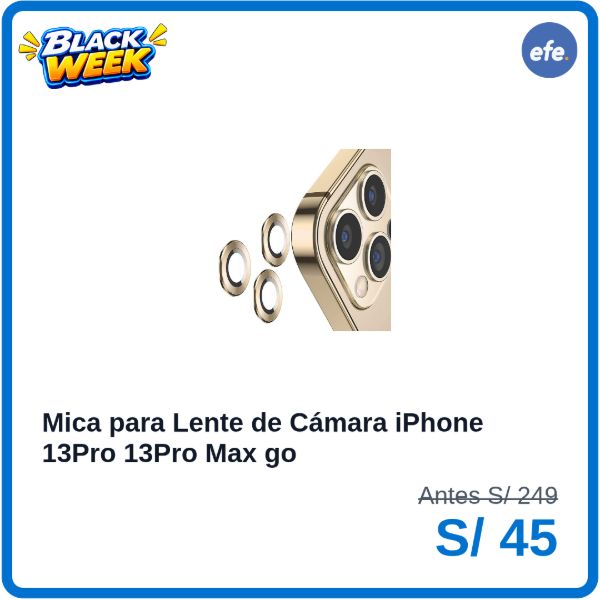 BLACK
WEEK
efe.
Mica para Lente de Cámara iPhone
13Pro 13Pro Max go
Antes S/ 249
S/ 45